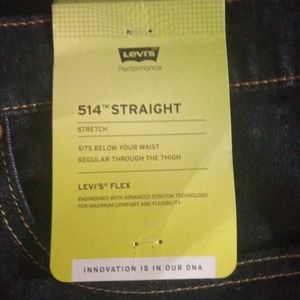 Levi's
Performance
514™ STRAIGHT
STRETCH
SITS BELOW YOUR WAIST
REGULAR THROUGH THE THIGH
LEVI'S® FLEX
ENGINEERED WITH ADVANCED STRETCH TECHNOLOGY
FOR MAXIMUM COMFORT AND FLEXIBILITY
INNOVATION IS IN OUR DNA